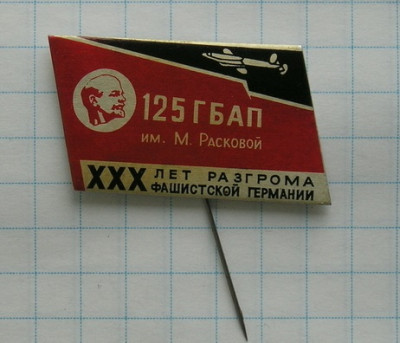 125 ГБАП
им. М. Расковой
XXX ЛЕТ РАЗГРОМА
ФАШИСТСКОЙ ГЕРМАНИИ